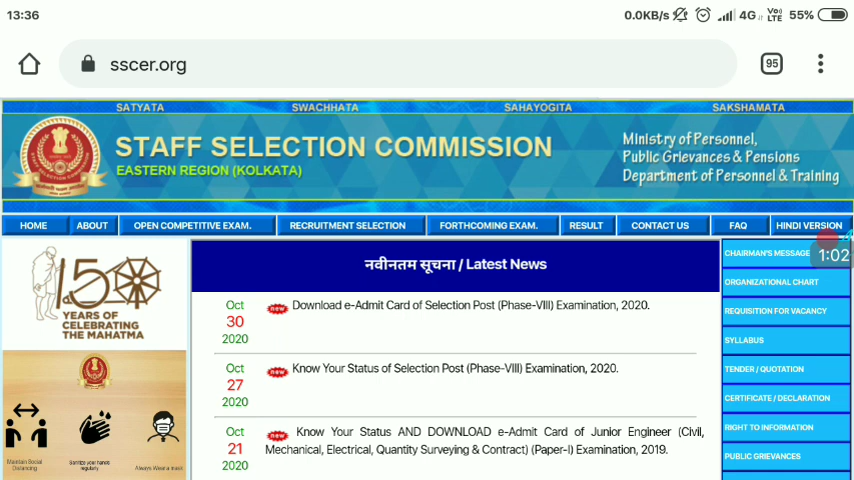 13:36
0.0KB/s 4G Vo) LTE 55%
sscer.org
95
SATYATA SWACHHATA SAHAYOGITA SAKSHAMATA
STAFF SELECTION COMMISSION
EASTERN REGION (KOLKATA)
Ministry of Personnel,
Public Grievances & Pensions
Department of Personnel & Training
HOME ABOUT OPEN COMPETITIVE EXAM. RECRUITMENT SELECTION FORTHCOMING EXAM. RESULT CONTACT US FAQ HINDI VERSION
150
YEARS OF
CELEBRATING
THE MAHATMA
Maintain Social
Distancing
Sanitize your hands
regularly
Always Wear a mask
नवीनतम सूचना / Latest News
Oct
30
2020
new Download e-Admit Card of Selection Post (Phase-VIII) Examination, 2020.
Oct
27
2020
new Know Your Status of Selection Post (Phase-VIII) Examination, 2020.
Oct
21
2020
new Know Your Status AND DOWNLOAD e-Admit Card of Junior Engineer (Civil,
Mechanical, Electrical, Quantity Surveying & Contract) (Paper-I) Examination, 2019.
CHAIRMAN'S MESSAGE
1:02
ORGANIZATIONAL CHART
REQUISITION FOR VACANCY
SYLLABUS
TENDER / QUOTATION
CERTIFICATE / DECLARATION
RIGHT TO INFORMATION
PUBLIC GRIEVANCES